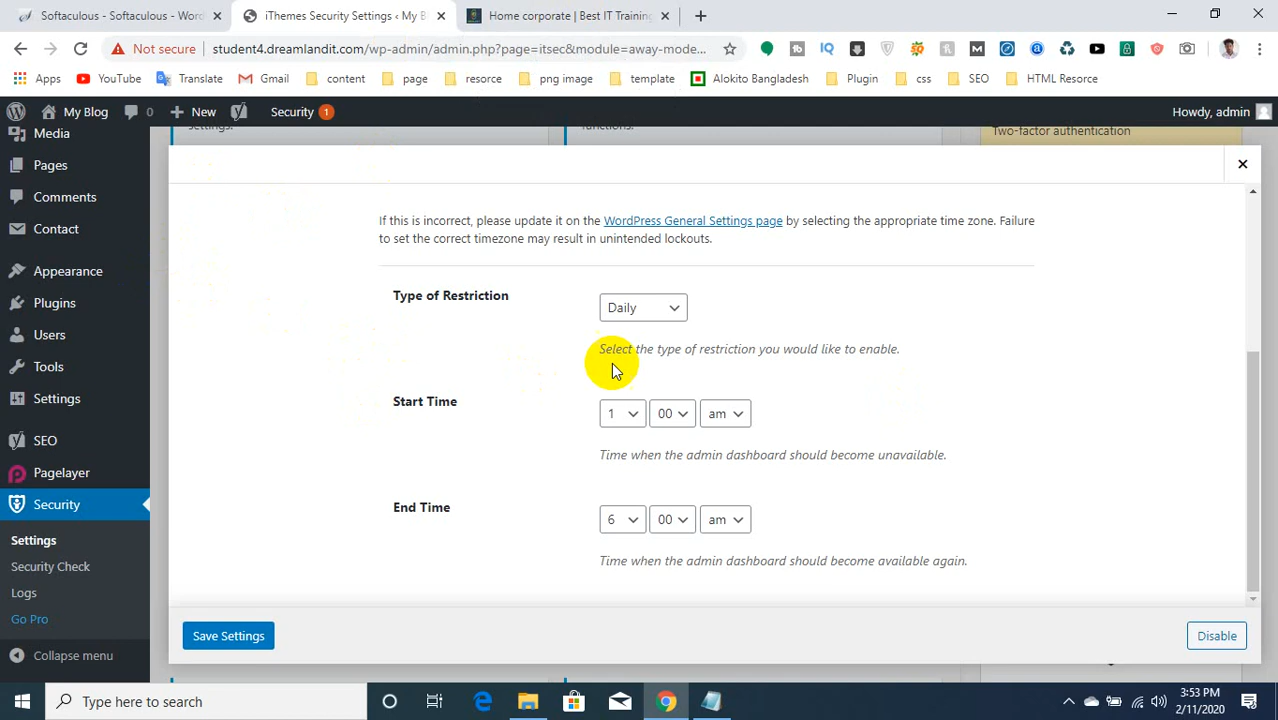 Softaculous - Softaculous - Word
iThemes Security Settings ‹ My B
Home corporate | Best IT Training
Not secure
student4.dreamlandit.com/wp-admin/admin.php?page=itsec&module=away-mode...
Apps
YouTube
Translate
Gmail
content
page
resorce
png image
template
Alokito Bangladesh
Plugin
css
SEO
HTML Resorce
My Blog
0
New
Security 1
Howdy, admin
settings.
functions.
Two-factor authentication
Media
Pages
Comments
Contact
Appearance
Plugins
Users
Tools
Settings
SEO
Pagelayer
Security
Settings
Security Check
Logs
Go Pro
Collapse menu
If this is incorrect, please update it on the WordPress General Settings page by selecting the appropriate time zone. Failure
to set the correct timezone may result in unintended lockouts.
Type of Restriction
Daily
Select the type of restriction you would like to enable.
Start Time
1 00 am
Time when the admin dashboard should become unavailable.
End Time
6 00 am
Time when the admin dashboard should become available again.
Save Settings
Disable
Type here to search
3:53 PM
2/11/2020